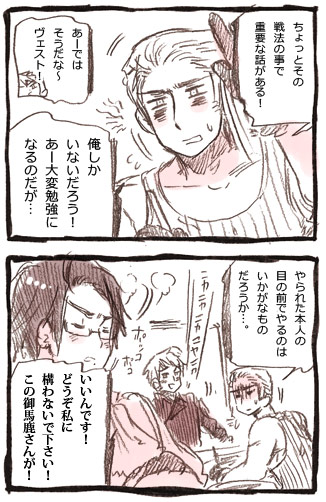 ちょっとその
戦法の事で
重要な話がある!
あーでは
そうだな〜
ヴェスト!
俺しか
いないだろう!
あー大変勉強に
なるのだが…
やられた本人の
目の前でやるのは
いかがなもの
だろうか…。
ニヤニヤニヤニヤ
ポコ
ポコ
いいんです!
どうぞ私に
構わないで下さい!
この御馬鹿さんが!